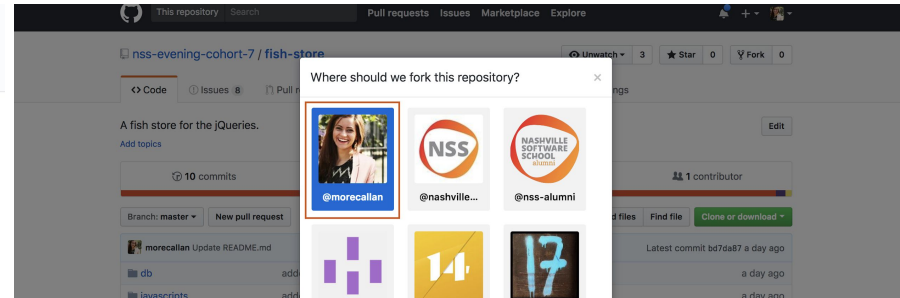 This repository Search Pull requests Issues Marketplace Explore
nss-evening-cohort-7 / fish-store Unwatch 3 Star 0 Fork 0
Where should we fork this repository?
Code Issues 8 Pull
A fish store for the jQueries. Edit
Add topics
NSS
NASHVILLE
SOFTWARE
SCHOOL
alumni
10 commits 1 contributor
@morecallan @nashville... @nss-alumni
Branch: master New pull request files Find file Clone or download
morecallan Update README.md Latest commit bd7da87 a day ago
14
17
db a day ago
javascripts a day ago